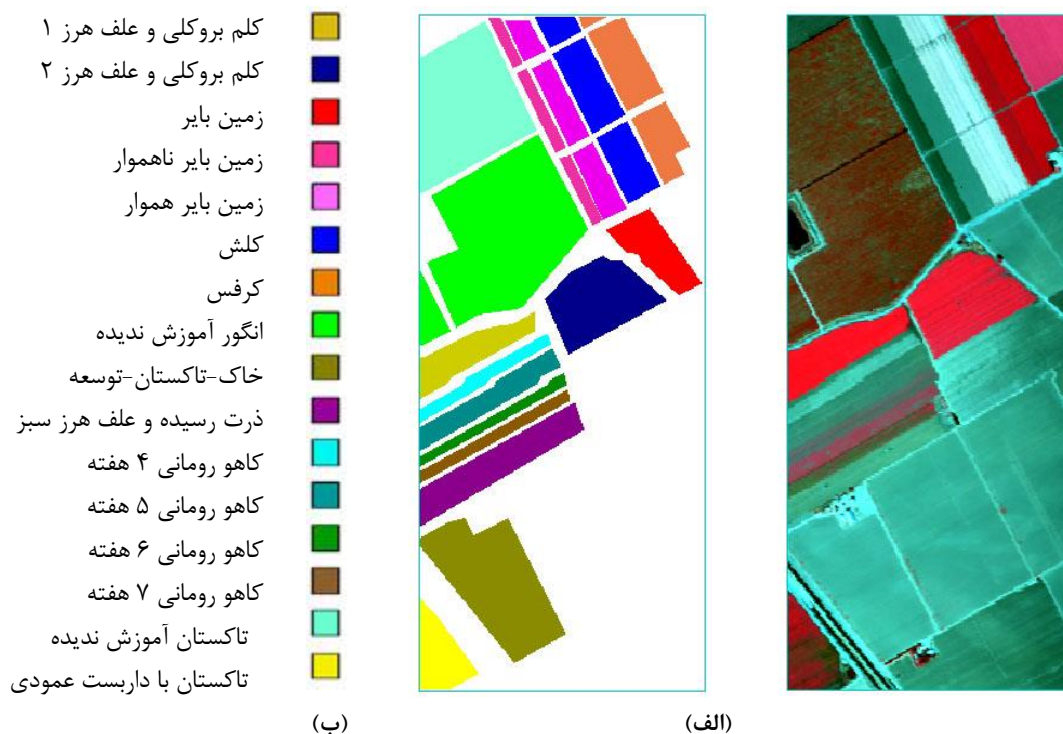 کلم بروکلی و علف هرز ۱
کلم بروکلی و علف هرز ۲
زمین بایر
زمین بایر ناهموار
زمین بایر هموار
کلش
کرفس
انگور آموزش ندیده
خاک-تاکستان-توسعه
ذرت رسیده و علف هرز سبز
کاهو رومانی ۴ هفته
کاهو رومانی ۵ هفته
کاهو رومانی ۶ هفته
کاهو رومانی ۷ هفته
تاکستان آموزش ندیده
تاکستان با داربست عمودی
(الف)
(ب)